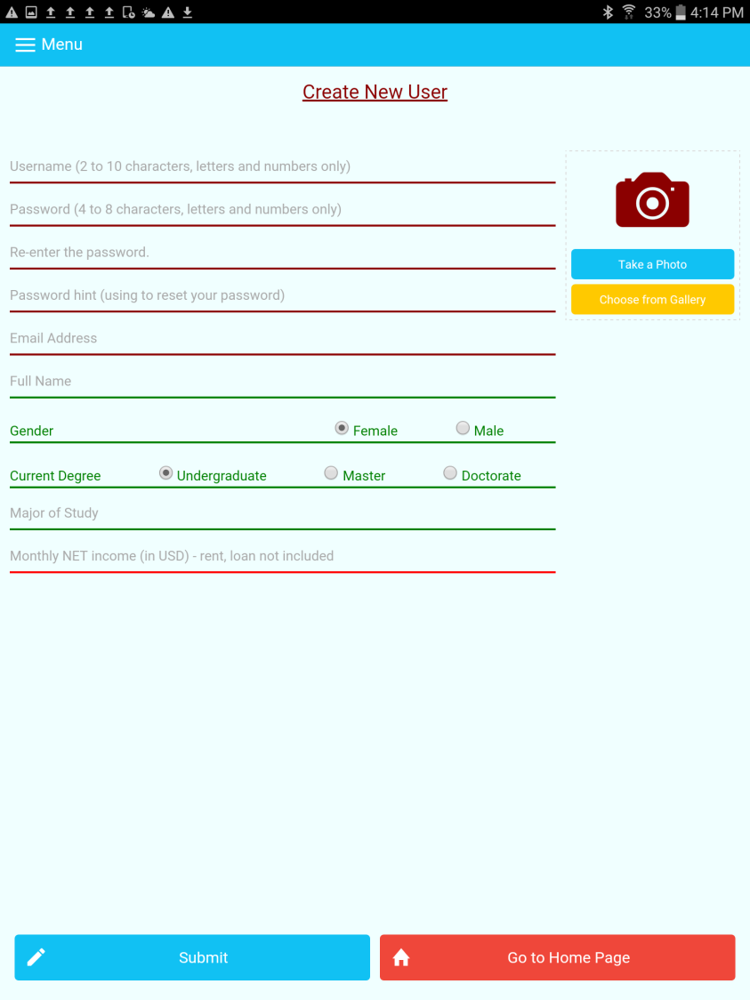 33% 4:14 PM
Menu
Create New User
Username (2 to 10 characters, letters and numbers only)
Password (4 to 8 characters, letters and numbers only)
Re-enter the password.
Password hint (using to reset your password)
Email Address
Full Name
Gender Female Male
Current Degree Undergraduate Master Doctorate
Major of Study
Monthly NET income (in USD) - rent, loan not included
Take a Photo
Choose from Gallery
Submit
Go to Home Page